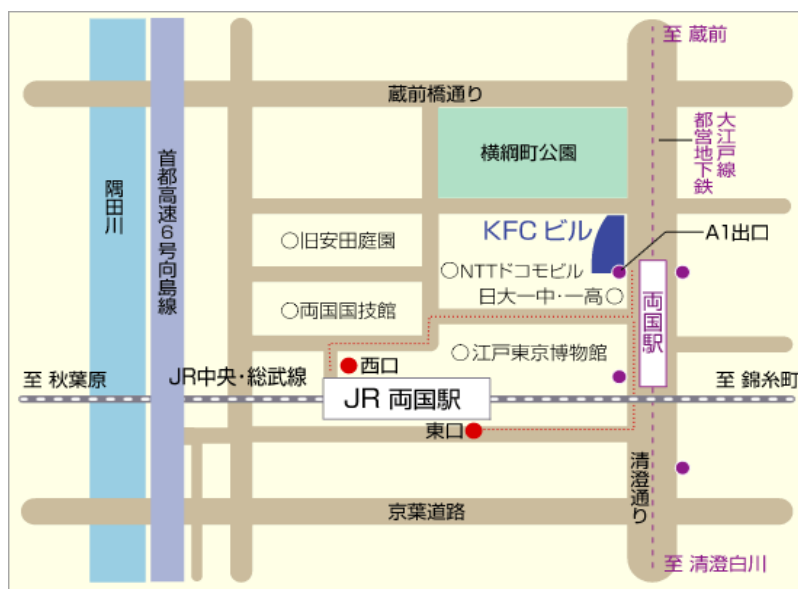 至 蔵前
蔵前橋通り
都営地下鉄
大江戸線
横綱町公園
隅田川
首都高速6号向島線
KFC ビル
A1出口
○旧安田庭園
○NTTドコモビル
日大一中・一高○
両国駅
○両国国技館
○江戸東京博物館
西口
至 秋葉原
JR中央・総武線
至 錦糸町
JR 両国駅
東口
清澄通り
京葉道路
至 清澄白川